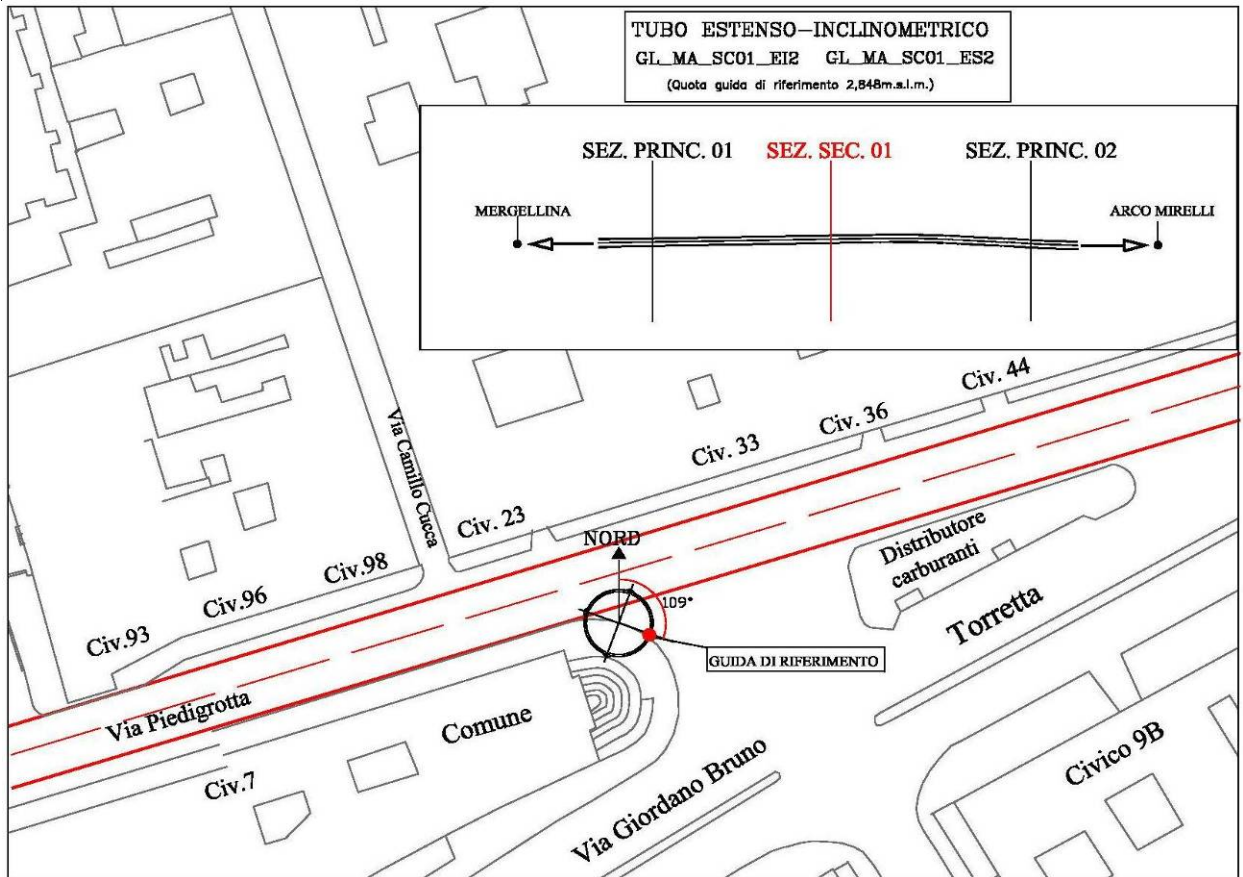 TUBO ESTENSO-INCLINOMETRICO
GL_MA_SC01_EI2 GL_MA_SC01_ES2
(Quota guida di riferimento 2,848m.s.l.m.)
SEZ. PRINC. 01 SEZ. SEC. 01 SEZ. PRINC. 02
MERGELLINA
ARCO MIRELLI
Civ. 44
Civ. 36
Civ. 33
Via Camillo Cucca
Civ. 23
NORD
Distributore
carburanti
Civ.98
Civ.96
109°
Torretta
Civ.93
GUIDA DI RIFERIMENTO
Via Piedigrotta
Comune
Civico 9B
Civ.7
Via Giordano Bruno